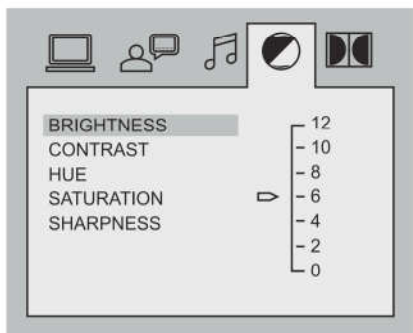 BRIGHTNESS
CONTRAST
HUE
SATURATION
SHARPNESS
12
10
8
6
4
2
0